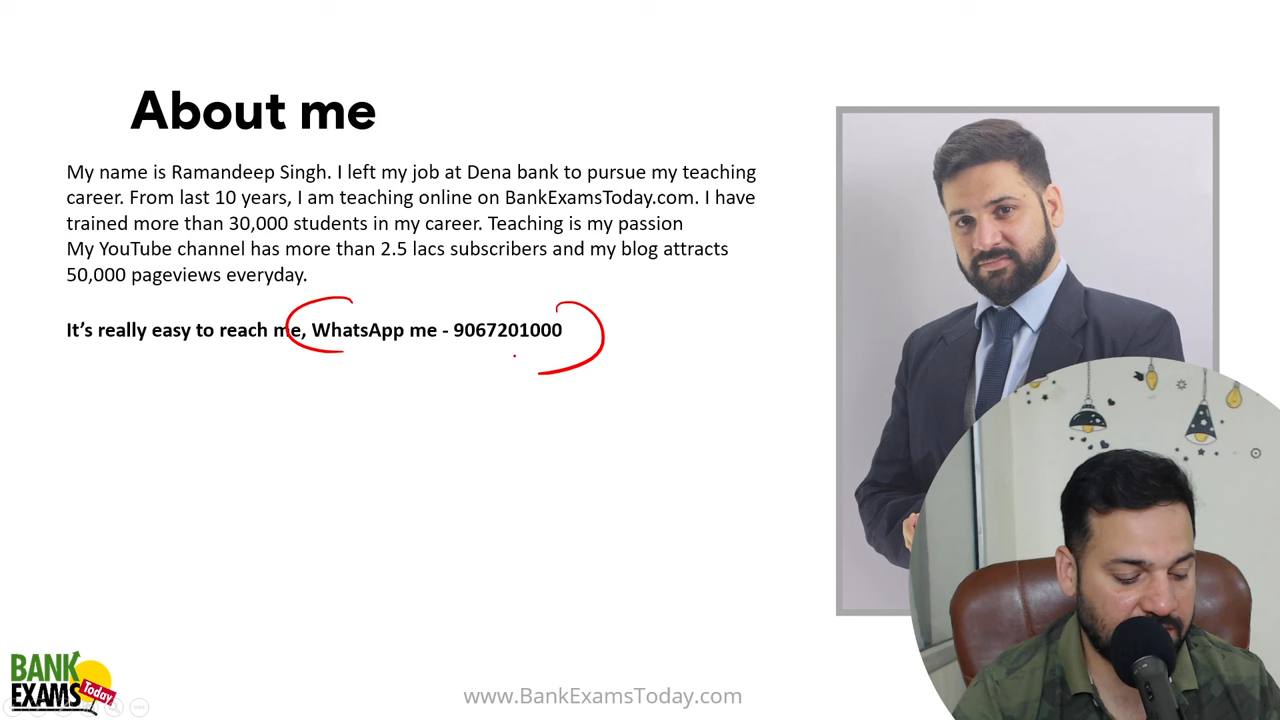 About me
My name is Ramandeep Singh. I left my job at Dena bank to pursue my teaching
career. From last 10 years, I am teaching online on BankExamsToday.com. I have
trained more than 30,000 students in my career. Teaching is my passion
My YouTube channel has more than 2.5 lacs subscribers and my blog attracts
50,000 pageviews everyday.
It’s really easy to reach me, WhatsApp me - 9067201000
BANK
EXAMS
Today
www.BankExamsToday.com